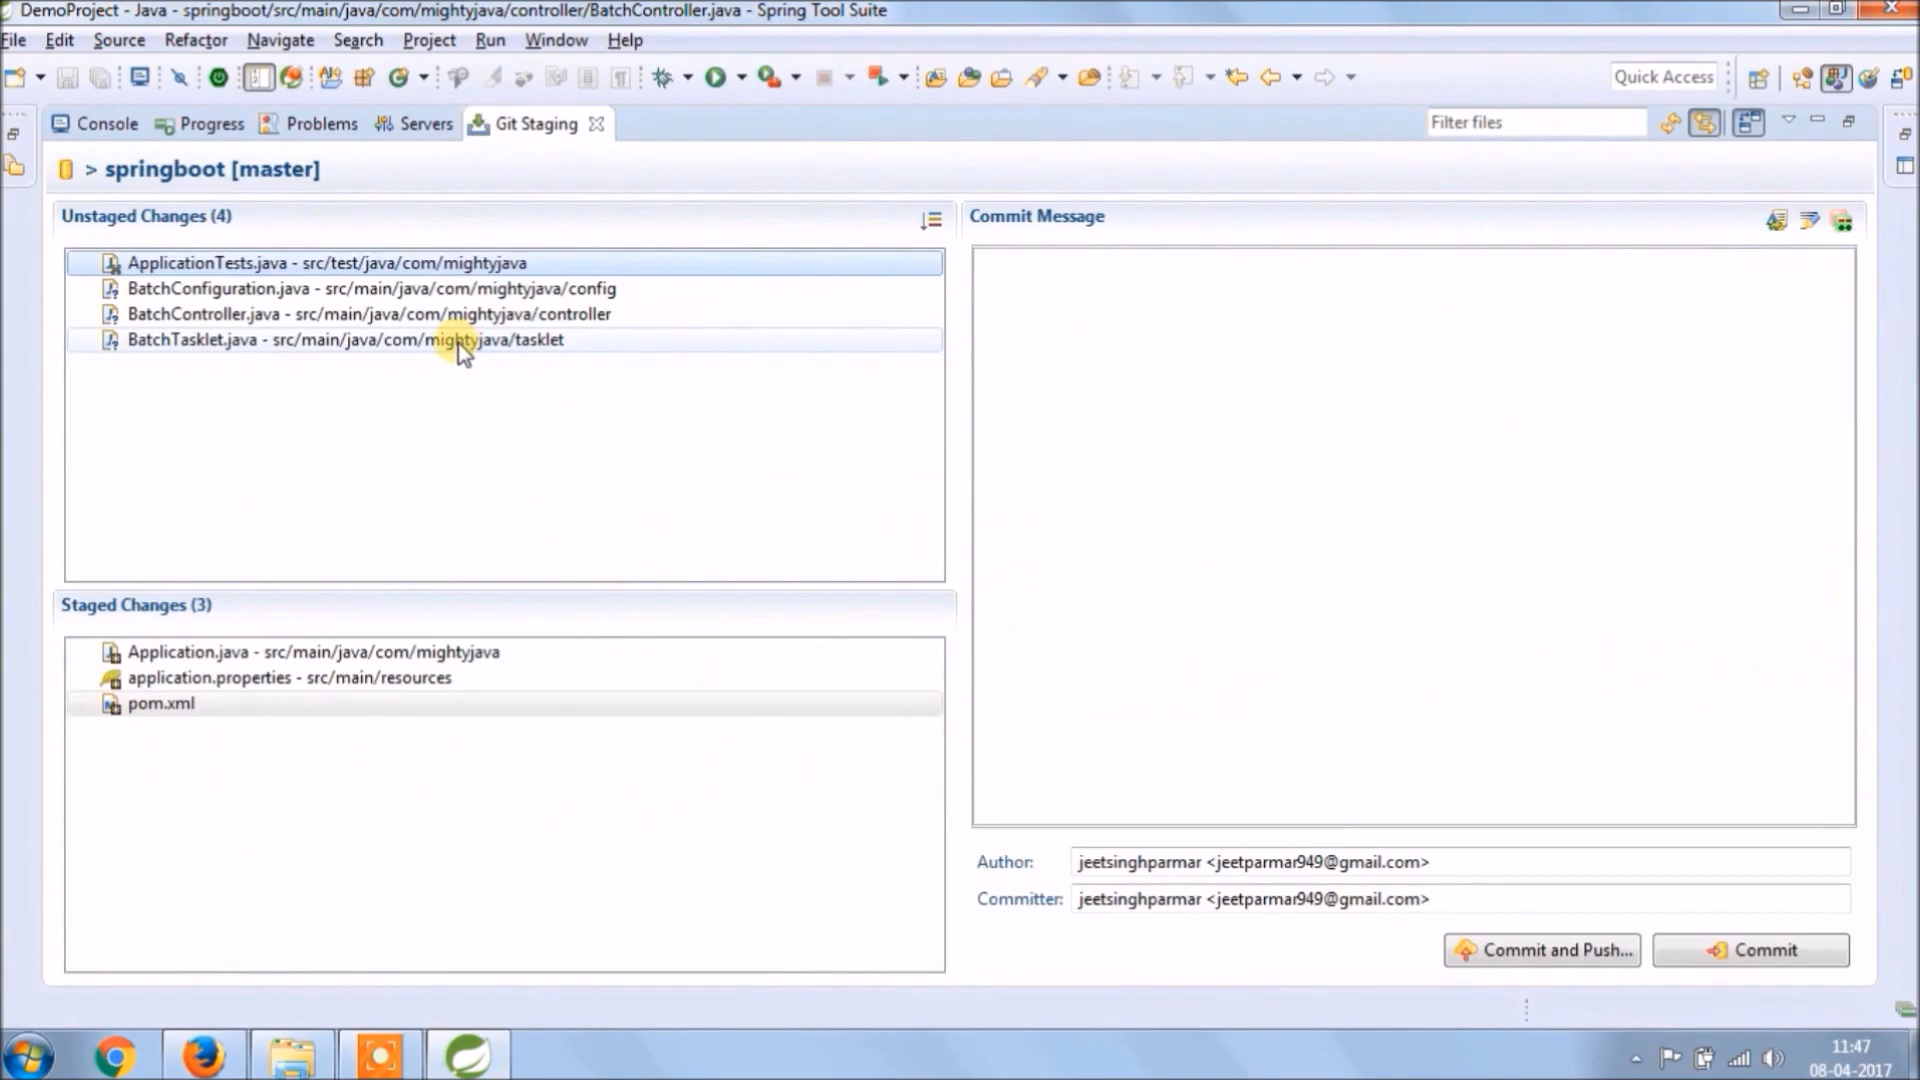 DemoProject - Java - springboot/src/main/java/com/mightyjava/controller/BatchController.java - Spring Tool Suite
File Edit Source Refactor Navigate Search Project Run Window Help
Quick Access
Console Progress Problems Servers Git Staging
Filter files
> springboot [master]
Unstaged Changes (4)
ApplicationTests.java - src/test/java/com/mightyjava
BatchConfiguration.java - src/main/java/com/mightyjava/config
BatchController.java - src/main/java/com/mightyjava/controller
BatchTasklet.java - src/main/java/com/mightyjava/tasklet
Staged Changes (3)
Application.java - src/main/java/com/mightyjava
application.properties - src/main/resources
pom.xml
Commit Message
Author: jeetsinghparmar <jeetparmar949@gmail.com>
Committer: jeetsinghparmar <jeetparmar949@gmail.com>
Commit and Push... Commit
11:47
08-04-2017